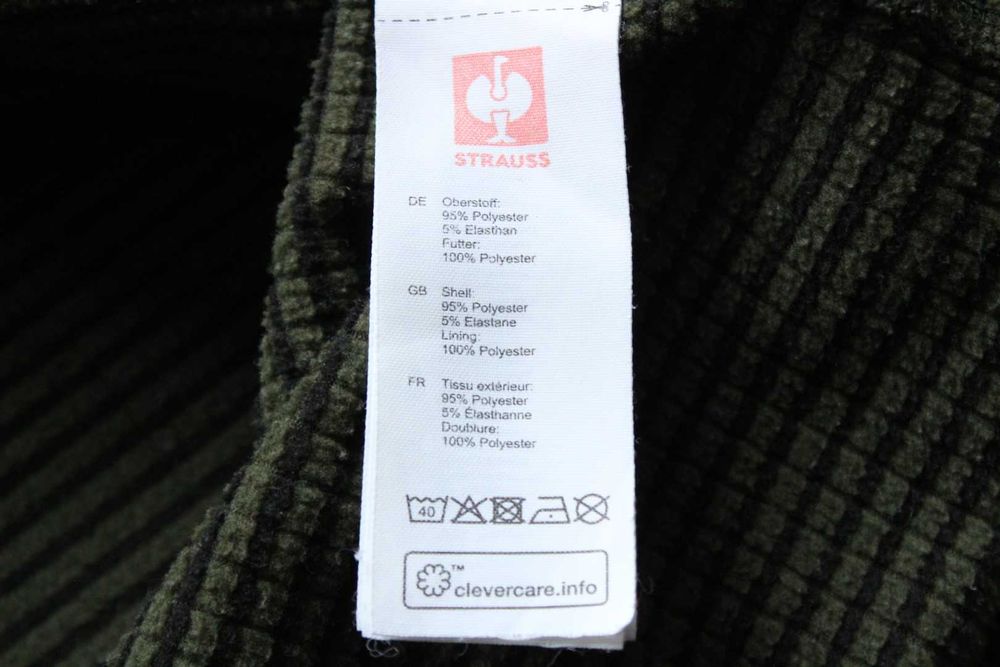 STRAUSS
DE Oberstoff:
95% Polyester
5% Elasthan
Futter:
100% Polyester
GB Shell:
95% Polyester
5% Elastane
Lining:
100% Polyester
FR Tissu extérieur:
95% Polyester
5% Élasthanne
Doublure:
100% Polyester
40
™
clevercare.info